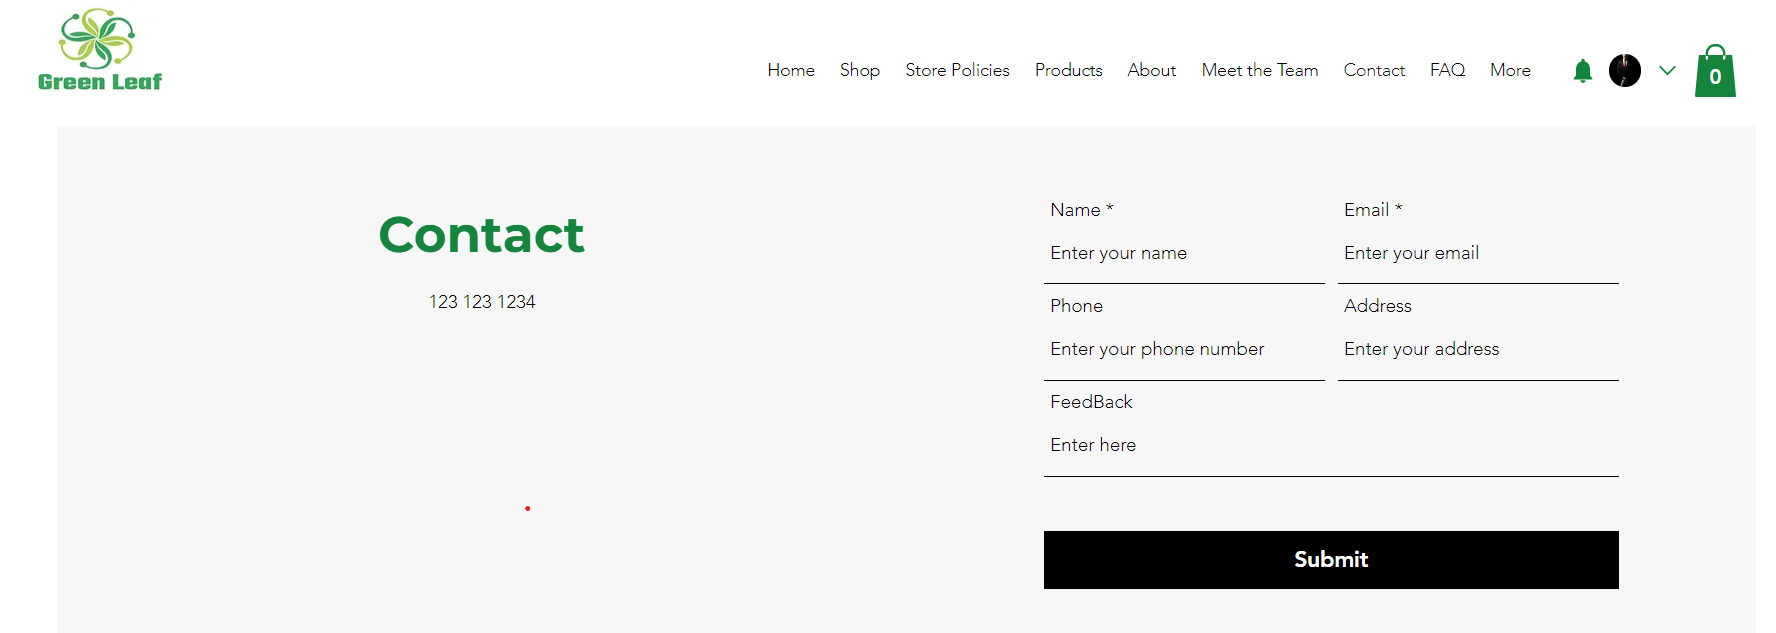 Green Leaf
Home Shop Store Policies Products About Meet the Team Contact FAQ More 0
Contact
123 123 1234
Name * Email *
Enter your name Enter your email
Phone Address
Enter your phone number Enter your address
FeedBack
Enter here
Submit